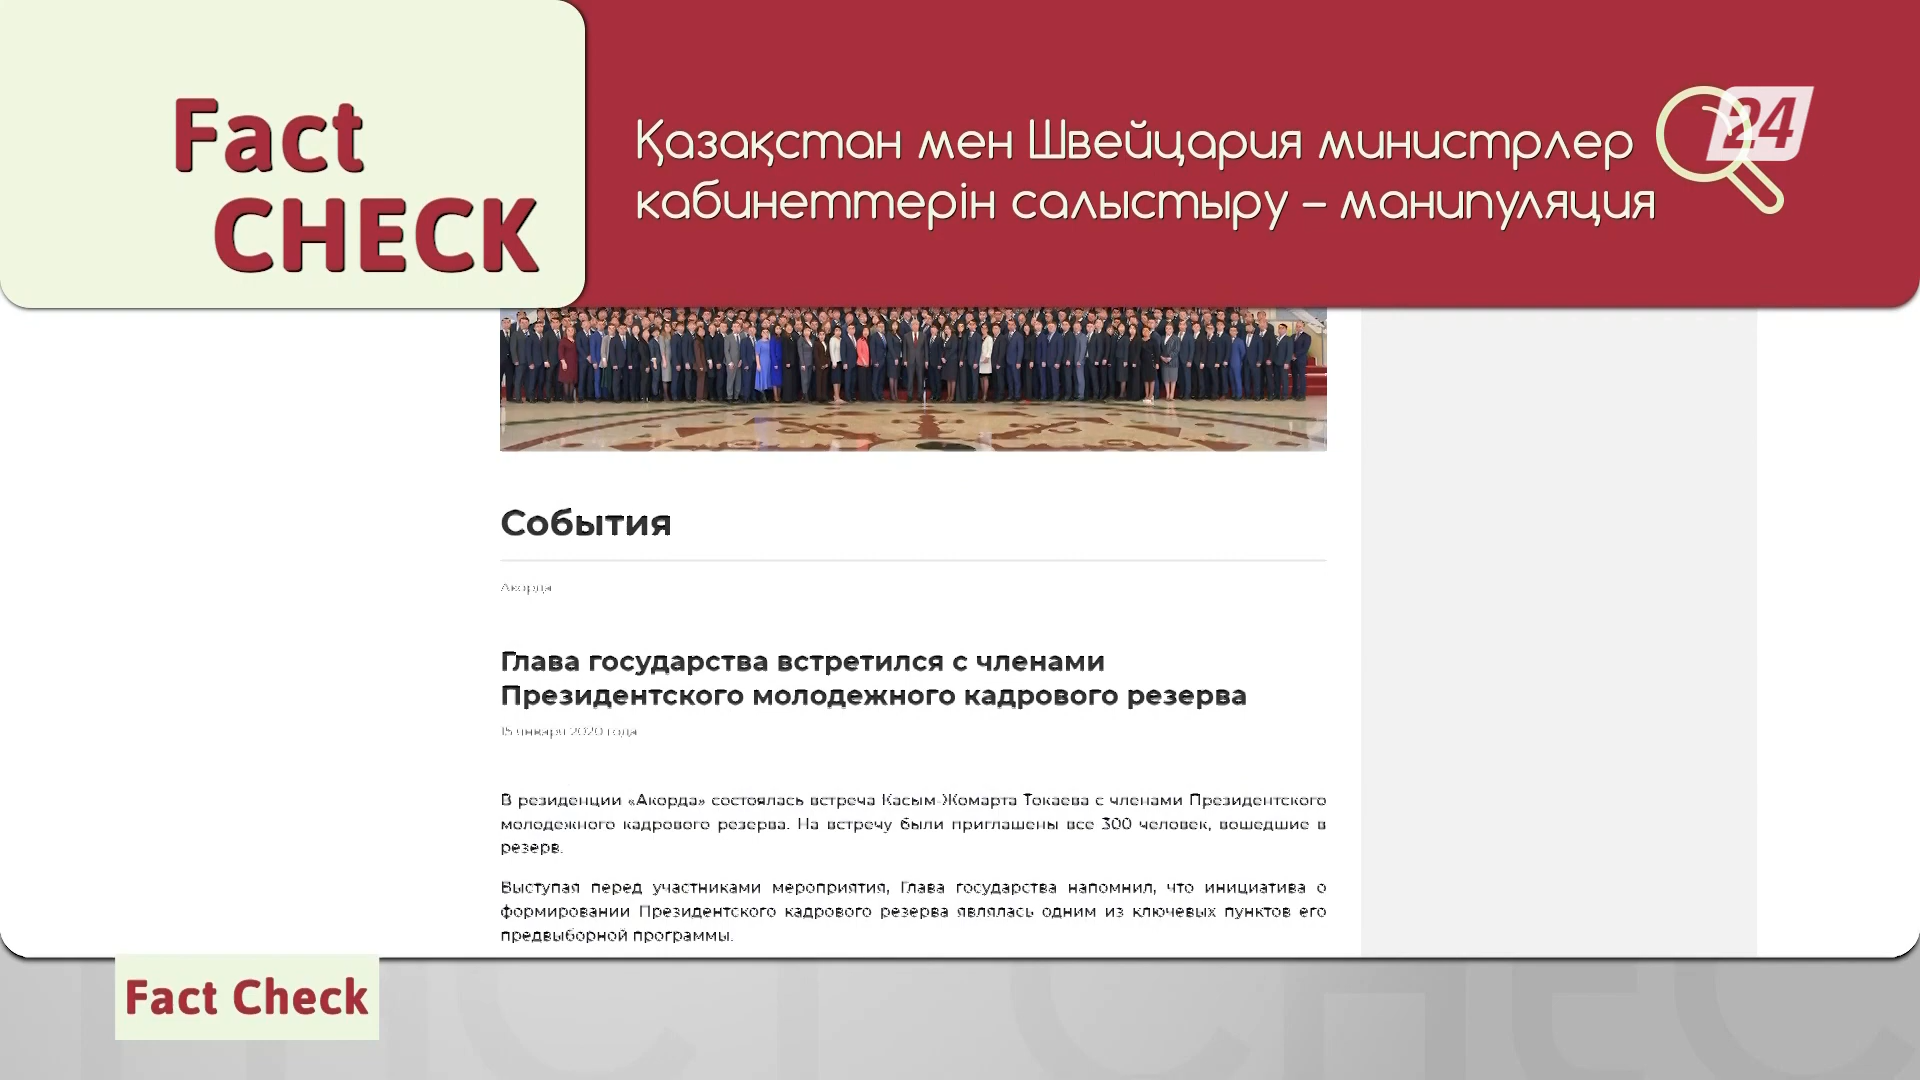 Fact
CHECK
Қазақстан мен Швейцария министрлер
кабинеттерін салыстыру – манипуляция
24
События
Акорда
Глава государства встретился с членами
Президентского молодежного кадрового резерва
15 января 2020 года
В резиденции «Акорда» состоялась встреча Касым-Жомарта Токаева с членами Президентского
молодежного кадрового резерва. На встречу были приглашены все 300 человек, вошедшие в
резерв.
Выступая перед участниками мероприятия, Глава государства напомнил, что инициатива о
формировании Президентского кадрового резерва являлась одним из ключевых пунктов его
предвыборной программы.
Fact Check